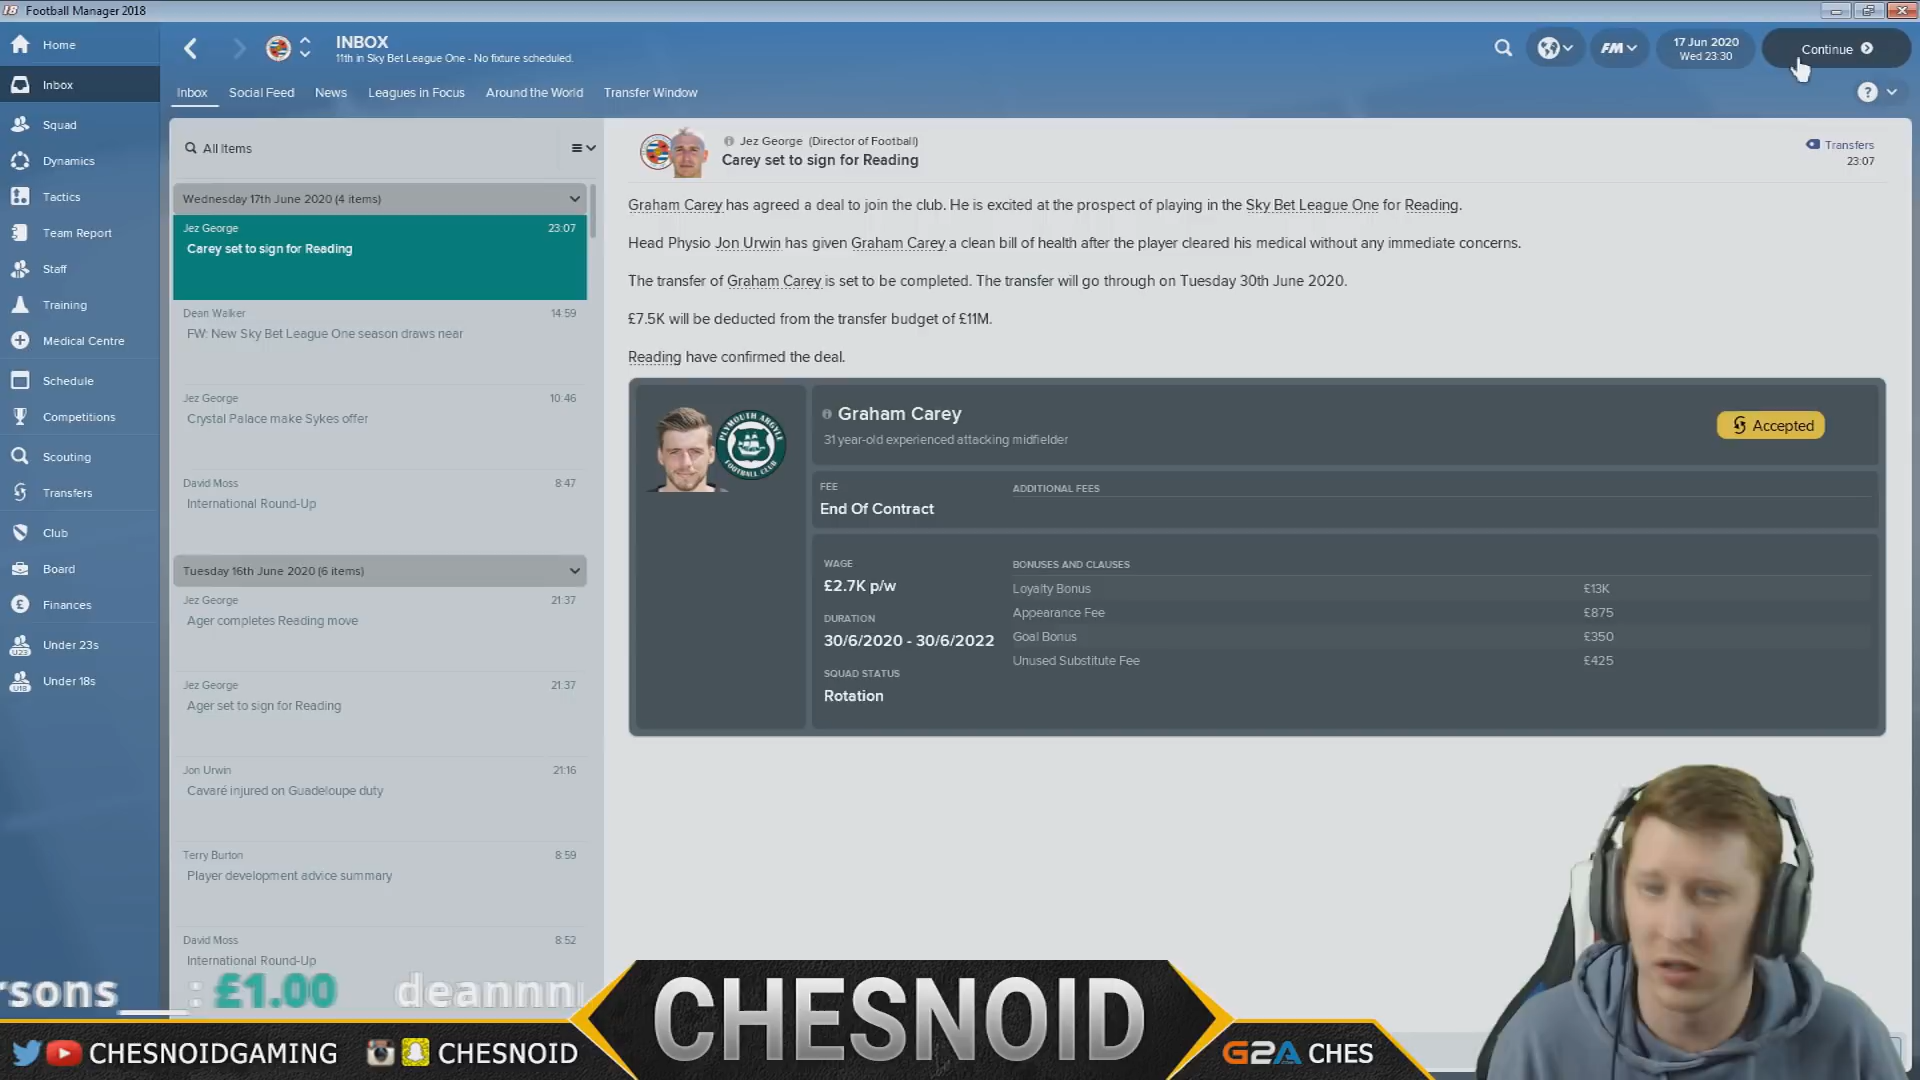 Football Manager 2018
Home
Inbox
Squad
Dynamics
Tactics
Team Report
Staff
Training
Medical Centre
Schedule
Competitions
Scouting
Transfers
Club
Board
Finances
Under 23s
Under 18s
INBOX
11th in Sky Bet League One - No fixture scheduled.
FM
17 Jun 2020
Wed 23:30
Continue
Inbox Social Feed News Leagues in Focus Around the World Transfer Window
?
All Items
Wednesday 17th June 2020 (4 items)
Jez George 23:07
Carey set to sign for Reading
Dean Walker 14:59
FW: New Sky Bet League One season draws near
Jez George 10:46
Crystal Palace make Sykes offer
David Moss 8:47
International Round-Up
Tuesday 16th June 2020 (6 items)
Jez George 21:37
Ager completes Reading move
Jez George 21:37
Ager set to sign for Reading
Jon Urwin 21:16
Cavaré injured on Guadeloupe duty
Terry Burton 8:59
Player development advice summary
David Moss 8:52
International Round-Up
Jez George (Director of Football)
Carey set to sign for Reading
Transfers
23:07
Graham Carey has agreed a deal to join the club. He is excited at the prospect of playing in the Sky Bet League One for Reading.
Head Physio Jon Urwin has given Graham Carey a clean bill of health after the player cleared his medical without any immediate concerns.
The transfer of Graham Carey is set to be completed. The transfer will go through on Tuesday 30th June 2020.
£7.5K will be deducted from the transfer budget of £11M.
Reading have confirmed the deal.
PLYMOUTH ARGYLE
FOOTBALL CLUB
Graham Carey
31 year-old experienced attacking midfielder
Accepted
FEE
End Of Contract
ADDITIONAL FEES
WAGE
£2.7K p/w
DURATION
30/6/2020 - 30/6/2022
SQUAD STATUS
Rotation
BONUSES AND CLAUSES
Loyalty Bonus £13K
Appearance Fee £875
Goal Bonus £350
Unused Substitute Fee £425
rsons : £1.00 deannn
CHESNOIDGAMING
CHESNOID
CHESNOID
G2A CHES